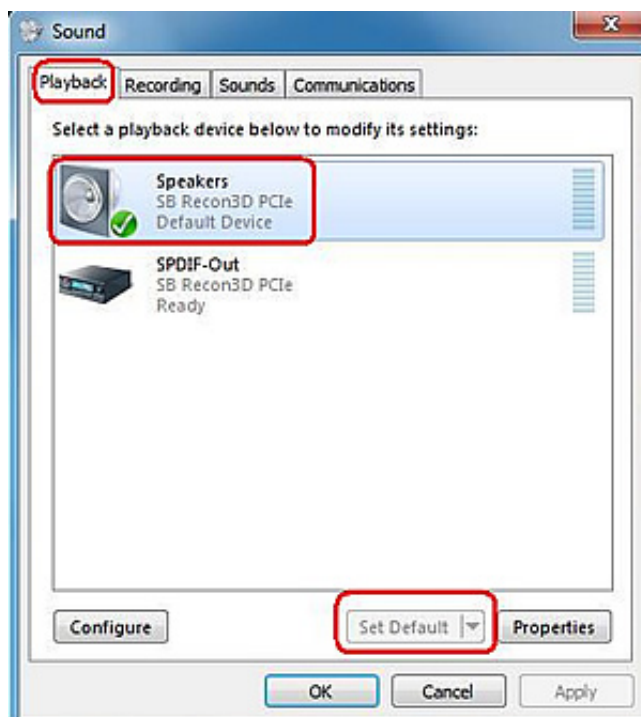 Sound
Playback Recording Sounds Communications
Select a playback device below to modify its settings:
Speakers
SB Recon3D PCIe
Default Device
SPDIF-Out
SB Recon3D PCIe
Ready
Configure Set Default Properties
OK Cancel Apply